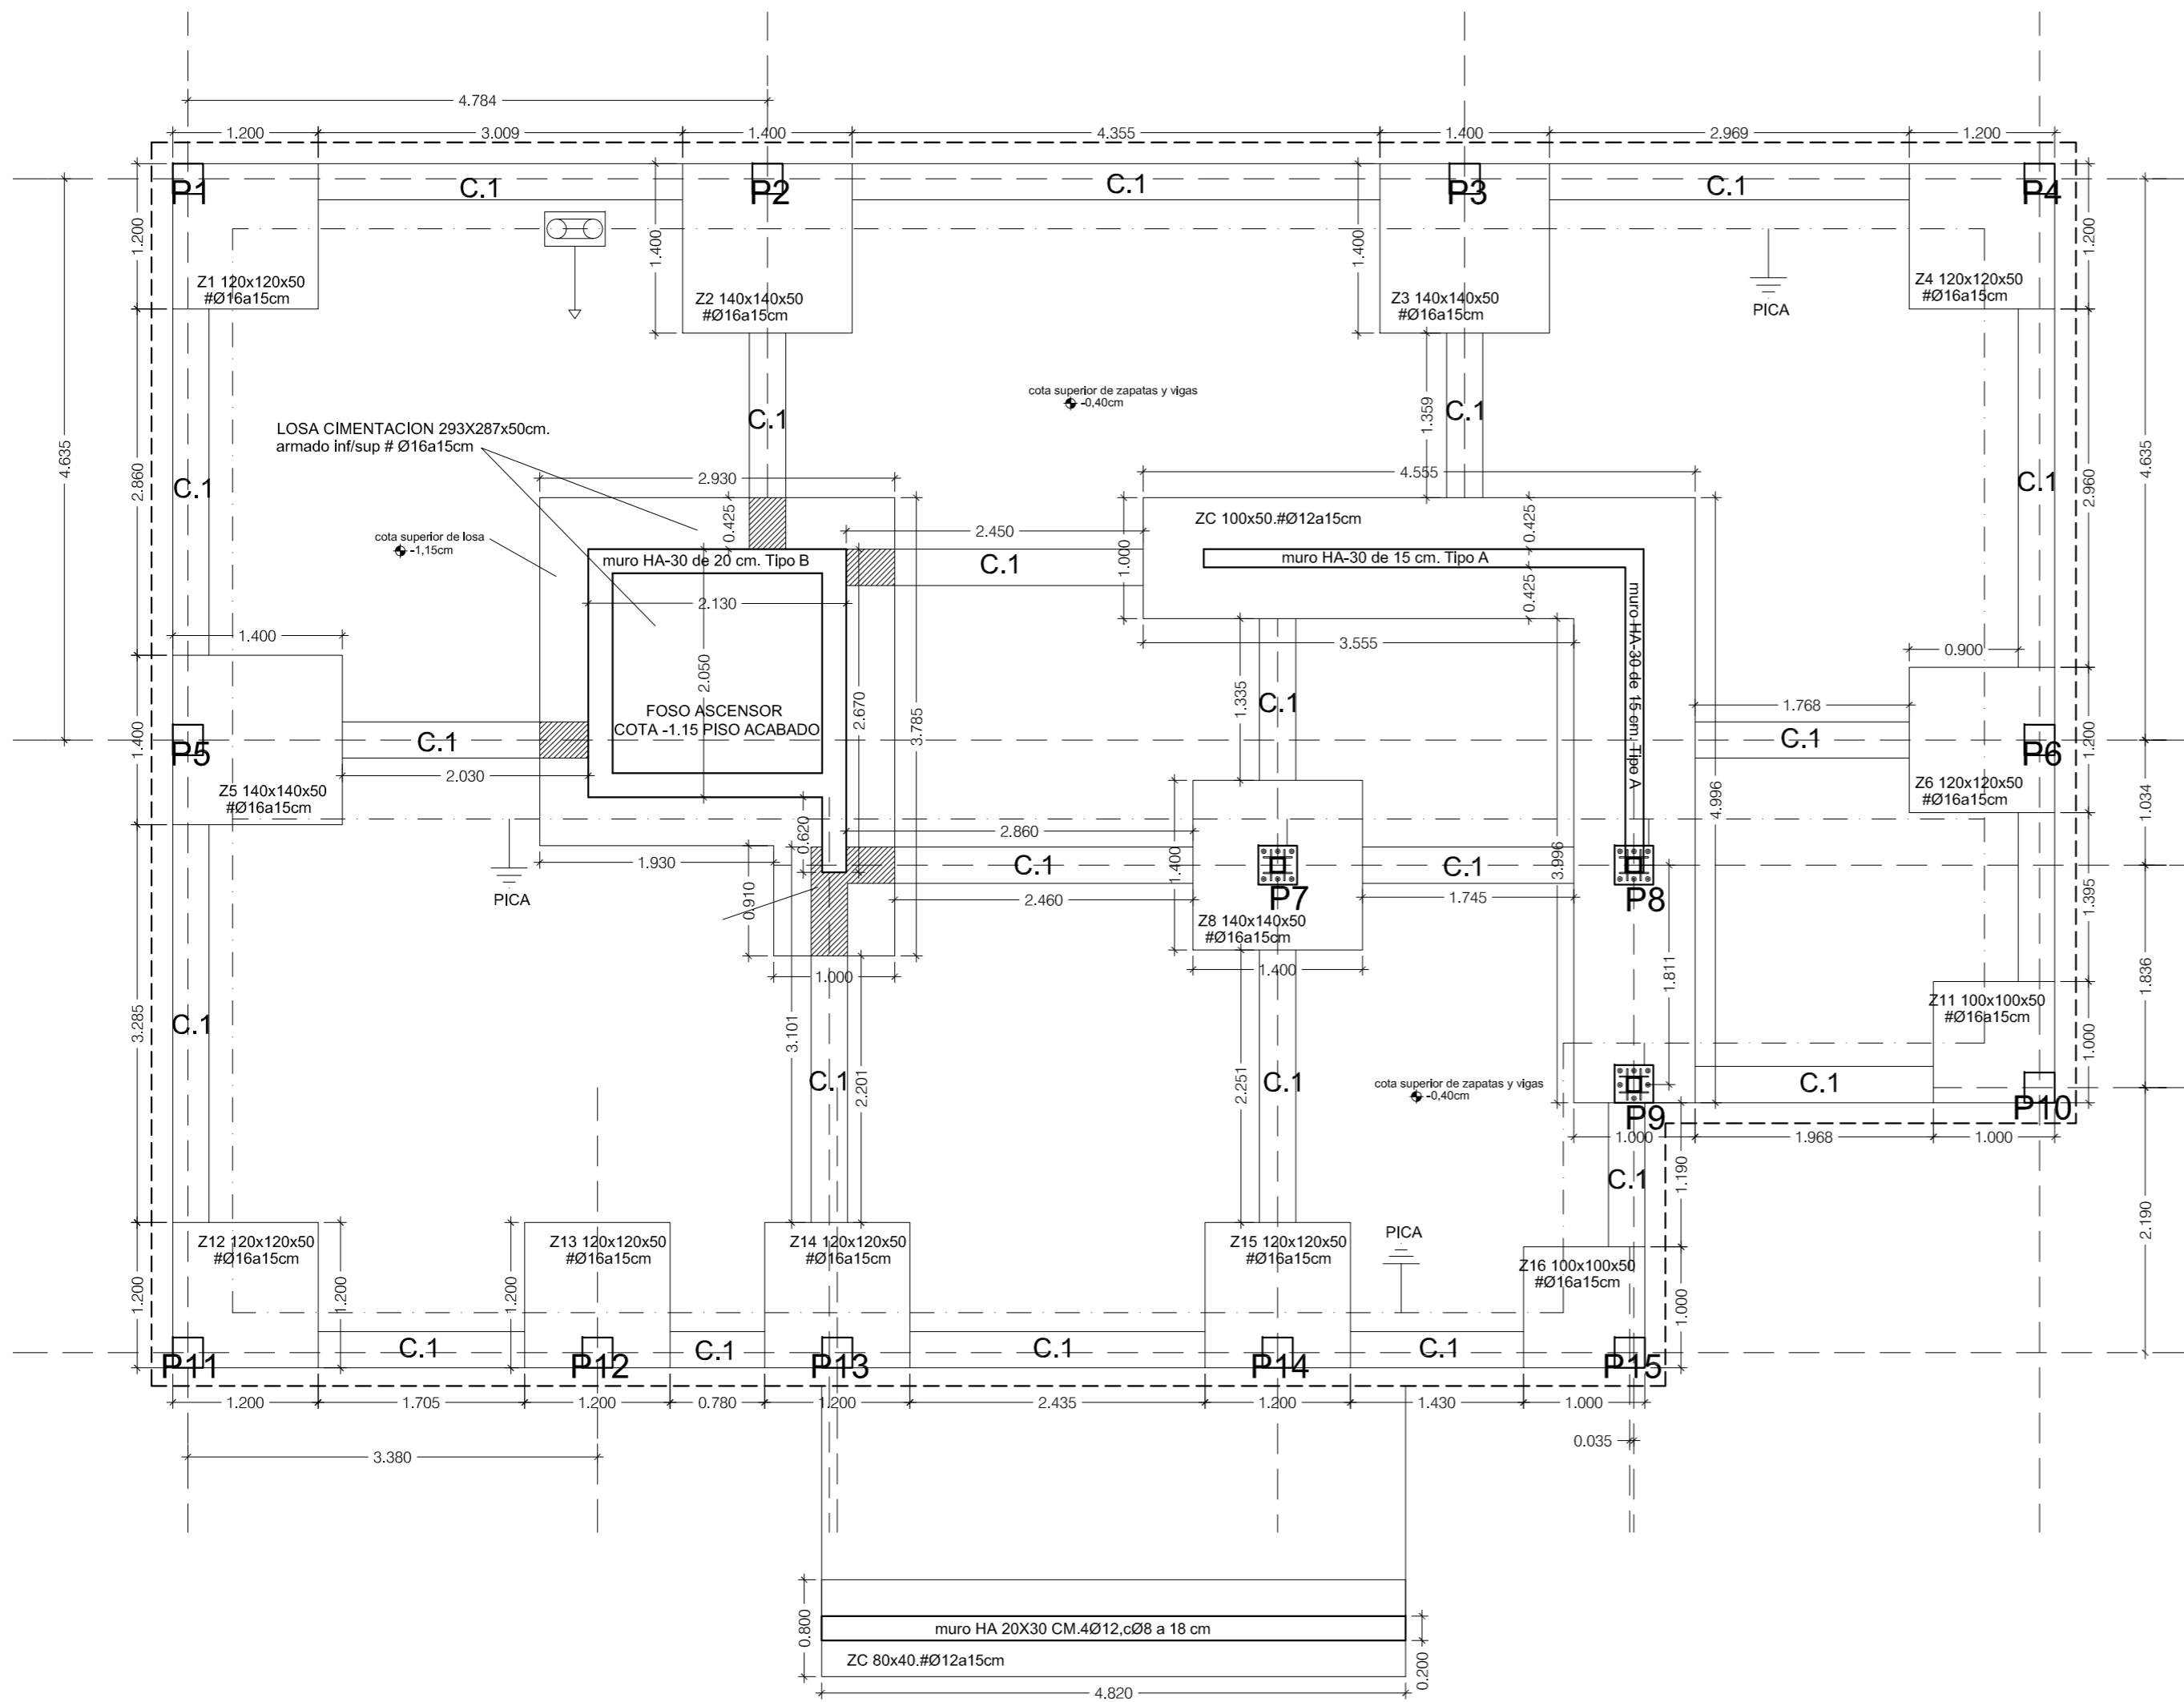 4.784
1.200
3.009
1.400
4.355
1.400
2.969
1.200
P1
C.1
P2
C.1
P3
C.1
P4
1.200
1.400
1.400
1.200
Z1 120x120x50
#Ø16a15cm
Z2 140x140x50
#Ø16a15cm
Z3 140x140x50
#Ø16a15cm
Z4 120x120x50
#Ø16a15cm
PICA
cota superior de zapatas y vigas
-0,40cm
LOSA CIMENTACION 293X287x50cm.
armado inf/sup # Ø16a15cm
C.1
1.359
C.1
4.635
2.860
4.635
2.960
C.1
C.1
2.930
4.555
0.425
2.450
ZC 100x50.#Ø12a15cm
0.425
cota superior de losa
-1,15cm
muro HA-30 de 20 cm. Tipo B
C.1
1.000
muro HA-30 de 15 cm. Tipo A
0.425
2.130
muro HA-30 de 15 cm. Tipo A
1.400
3.555
0.900
2.050
2.670
3.785
1.335
C.1
1.768
FOSO ASCENSOR
COTA -1.15 PISO ACABADO
1.400
P5
C.1
C.1
P6
1.200
2.030
Z5 140x140x50
#Ø16a15cm
Z6 120x120x50
#Ø16a15cm
4.996
1.034
0.620
2.860
1.400
1.930
C.1
C.1
3.996
PICA
0.910
2.460
P7
1.745
P8
1.395
Z8 140x140x50
#Ø16a15cm
1.000
1.400
1.811
1.836
Z11 100x100x50
#Ø16a15cm
3.285
C.1
3.101
C.1
2.201
2.251
C.1
cota superior de zapatas y vigas
-0,40cm
C.1
1.000
P9
P10
1.000
1.968
1.000
C.1
1.190
2.190
Z12 120x120x50
#Ø16a15cm
Z13 120x120x50
#Ø16a15cm
Z14 120x120x50
#Ø16a15cm
Z15 120x120x50
#Ø16a15cm
PICA
Z16 100x100x50
#Ø16a15cm
1.200
1.200
1.200
1.000
P11
C.1
P12
C.1
P13
C.1
P14
C.1
P15
1.200
1.705
1.200
0.780
1.200
2.435
1.200
1.430
1.000
3.380
0.035
0.800
muro HA 20X30 CM.4Ø12,cØ8 a 18 cm
ZC 80x40.#Ø12a15cm
0.200
4.820